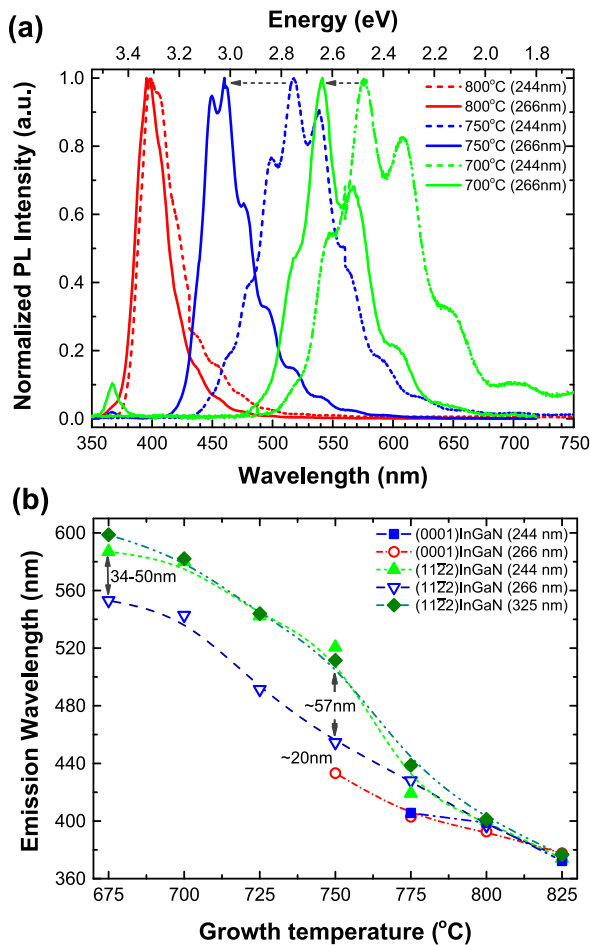 (a)
Energy (eV)
3.4 3.2 3.0 2.8 2.6 2.4 2.2 2.0 1.8
Normalized PL Intensity (a.u.)
1.0
0.8
0.6
0.4
0.2
0.0
800°C (244nm)
800°C (266nm)
750°C (244nm)
750°C (266nm)
700°C (244nm)
700°C (266nm)
350 400 450 500 550 600 650 700 750
Wavelength (nm)
(b)
Emission Wavelength (nm)
600
560
520
480
440
400
360
(0001)InGaN (244 nm)
(0001)InGaN (266 nm)
(112̅2)InGaN (244 nm)
(112̅2)InGaN (266 nm)
(112̅2)InGaN (325 nm)
34-50nm
~57nm
~20nm
675 700 725 750 775 800 825
Growth temperature (°C)